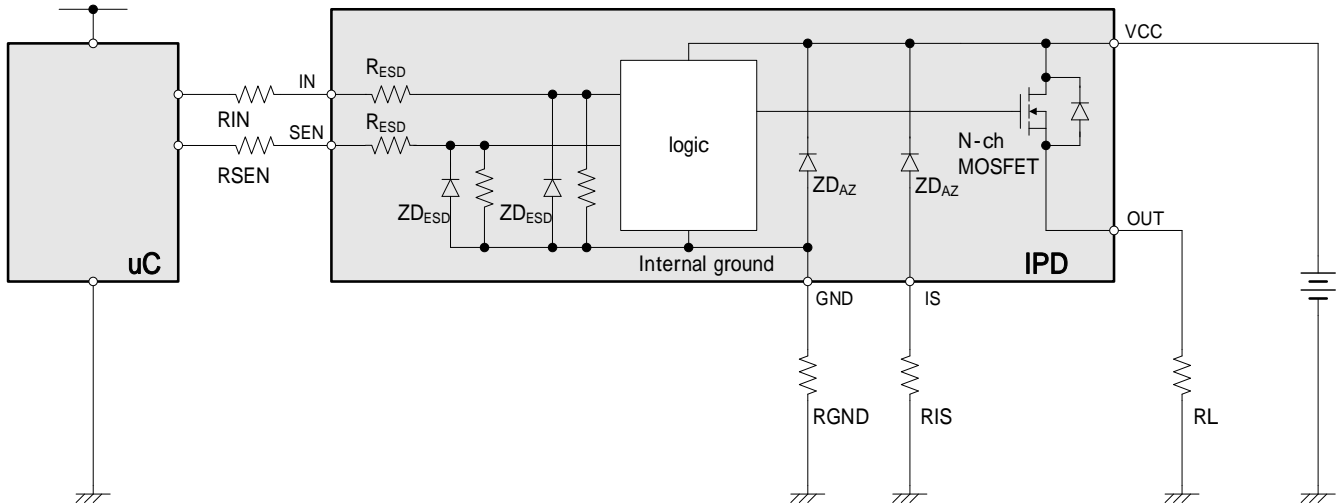 VCC
IN
R_ESD
RIN
SEN
R_ESD
RSEN
logic
N-ch
MOSFET
ZD_AZ
ZD_AZ
ZD_ESD
ZD_ESD
OUT
uC
Internal ground
IPD
GND
IS
RGND
RIS
RL